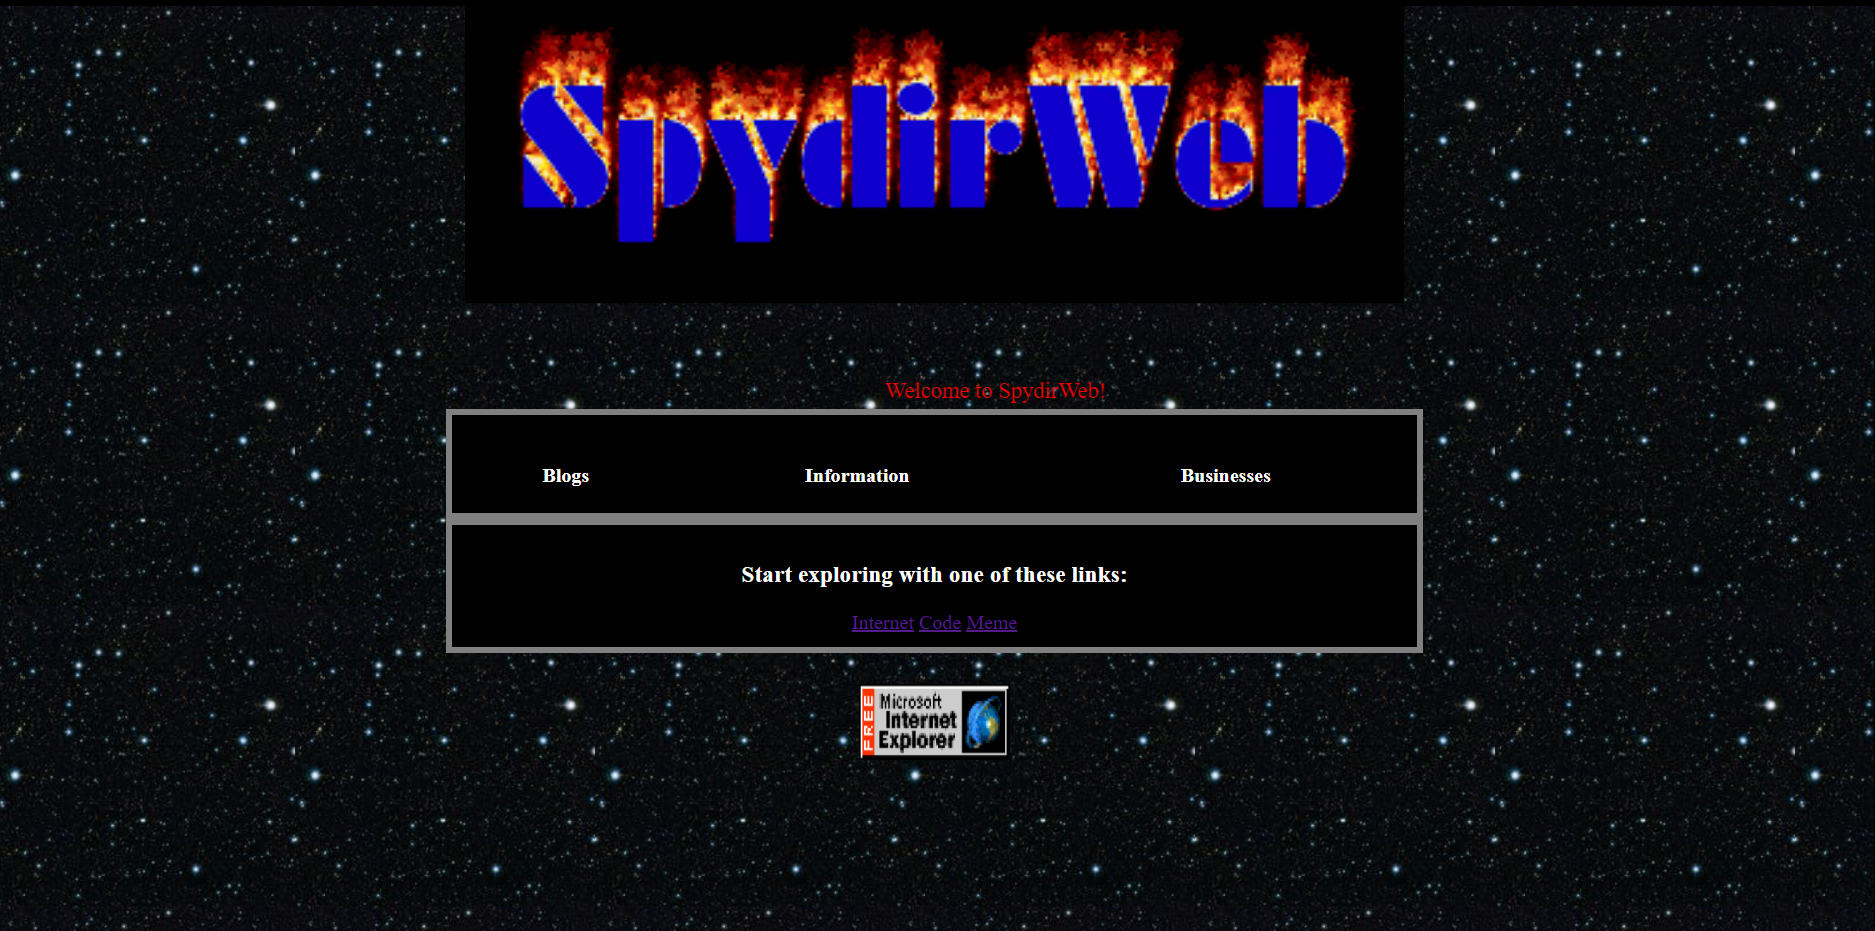 SpydirWeb
Welcome to SpydirWeb!
Blogs Information Businesses
Start exploring with one of these links:
Internet Code Meme
FREE
Microsoft
Internet
Explorer